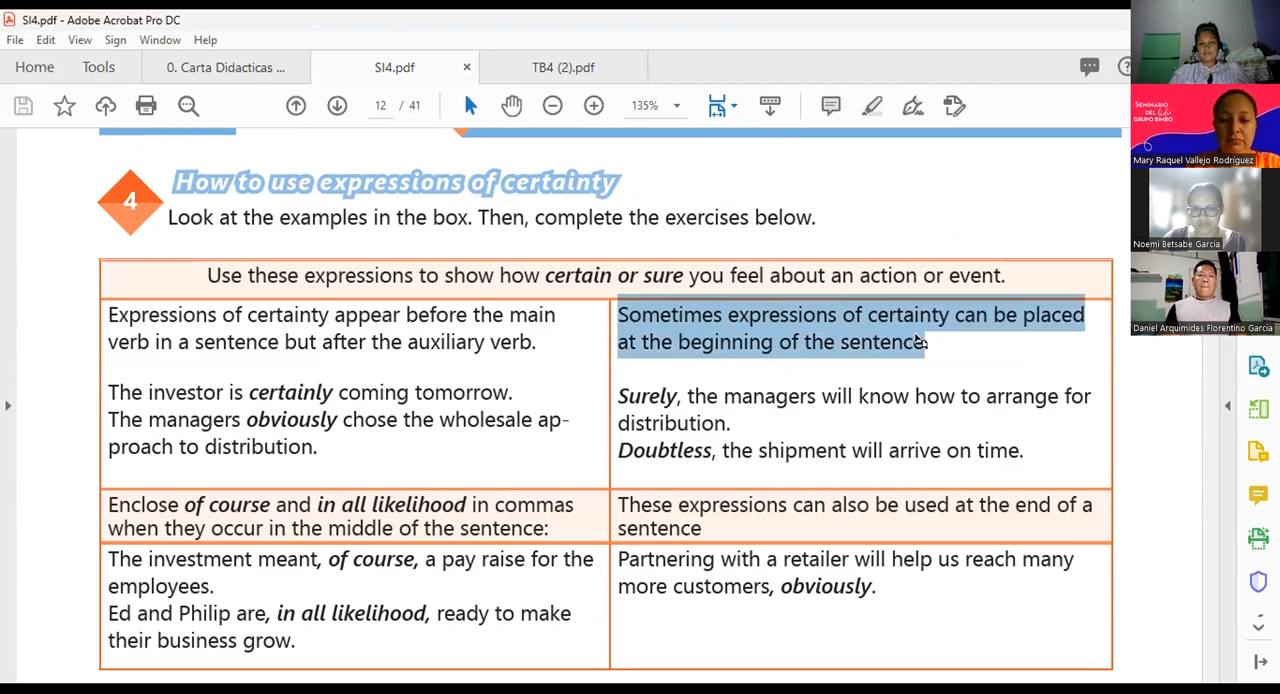 SI4.pdf - Adobe Acrobat Pro DC
File Edit View Sign Window Help
Home Tools 0. Carta Didacticas ... SI4.pdf × TB4 (2).pdf
12 / 41 135%
4
How to use expressions of certainty
Look at the examples in the box. Then, complete the exercises below.
Use these expressions to show how certain or sure you feel about an action or event.
Expressions of certainty appear before the main
verb in a sentence but after the auxiliary verb.
The investor is certainly coming tomorrow.
The managers obviously chose the wholesale ap-
proach to distribution.
Sometimes expressions of certainty can be placed
at the beginning of the sentence.
Surely, the managers will know how to arrange for
distribution.
Doubtless, the shipment will arrive on time.
Enclose of course and in all likelihood in commas
when they occur in the middle of the sentence:
These expressions can also be used at the end of a
sentence
The investment meant, of course, a pay raise for the
employees.
Ed and Philip are, in all likelihood, ready to make
their business grow.
Partnering with a retailer will help us reach many
more customers, obviously.
SEMINARIO
DEL líder
GRUPO BIMBO
Mary Raquel Vallejo Rodríguez
Noemi Betsabe Garcia
Daniel Arquimides Florentino Garcia